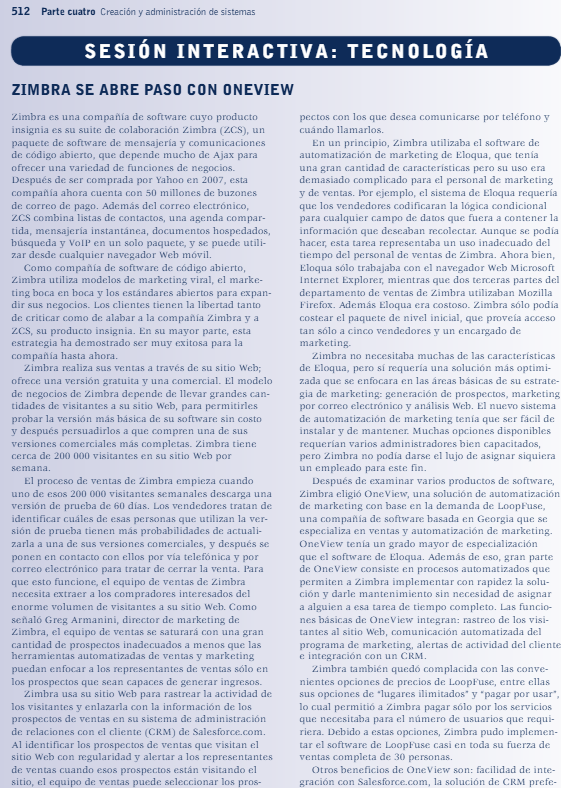 512 Parte cuatro Creación y administración de sistemas
SESIÓN INTERACTIVA: TECNOLOGÍA
ZIMBRA SE ABRE PASO CON ONEVIEW
Zimbra es una compañía de software cuyo producto
insignia es su suite de colaboración Zimbra (ZCS), un
paquete de software de mensajería y comunicaciones
de código abierto, que depende mucho de Ajax para
ofrecer una variedad de funciones de negocios.
Después de ser comprado por Yahoo en 2007, esta
compañía ahora cuenta con 50 millones de buzones
de correo de pago. Además del correo electrónico,
ZCS combina listas de contactos, una agenda compar-
tida, mensajería instantánea, documentos hospedados,
búsqueda y VoIP en un solo paquete, y se puede utili-
zar desde cualquier navegador Web móvil.
Como compañía de software de código abierto,
Zimbra utiliza modelos de marketing viral, el marke-
ting boca en boca y los estándares abiertos para expan-
dir sus negocios. Los clientes tienen la libertad tanto
de criticar como de alabar a la compañía Zimbra y a
ZCS, su producto insignia. En su mayor parte, esta
estrategia ha demostrado ser muy exitosa para la
compañía hasta ahora.
Zimbra realiza sus ventas a través de su sitio Web;
ofrece una versión gratuita y una comercial. El modelo
de negocios de Zimbra depende de llevar grandes can-
tidades de visitantes a su sitio Web, para permitirles
probar la versión más básica de su software sin costo
y después persuadirlos a que compren una de sus
versiones comerciales más completas. Zimbra tiene
cerca de 200 000 visitantes en su sitio Web por
semana.
El proceso de ventas de Zimbra empieza cuando
uno de esos 200 000 visitantes semanales descarga una
versión de prueba de 60 días. Los vendedores tratan de
identificar cuáles de esas personas que utilizan la ver-
sión de prueba tienen más probabilidades de actuali-
zarla a una de sus versiones comerciales, y después se
ponen en contacto con ellos por vía telefónica y por
correo electrónico para tratar de cerrar la venta. Para
que esto funcione, el equipo de ventas de Zimbra
necesita extraer a los compradores interesados del
enorme volumen de visitantes a su sitio Web. Como
señaló Greg Armanini, director de marketing de
Zimbra, el equipo de ventas se saturará con una gran
cantidad de prospectos inadecuados a menos que las
herramientas automatizadas de ventas y marketing
puedan enfocar a los representantes de ventas sólo en
los prospectos que sean capaces de generar ingresos.
Zimbra usa su sitio Web para rastrear la actividad de
los visitantes y enlazarla con la información de los
prospectos de ventas en su sistema de administración
de relaciones con el cliente (CRM) de Salesforce.com.
Al identificar los prospectos de ventas que visitan el
sitio Web con regularidad y alertar a los representantes
de ventas cuando esos prospectos están visitando el
sitio, el equipo de ventas puede seleccionar los pros-
pectos con los que desea comunicarse por teléfono y
cuándo llamarlos.
En un principio, Zimbra utilizaba el software de
automatización de marketing de Eloqua, que tenía
una gran cantidad de características pero su uso era
demasiado complicado para el personal de marketing
y de ventas. Por ejemplo, el sistema de Eloqua requería
que los vendedores codificaran la lógica condicional
para cualquier campo de datos que fuera a contener la
información que deseaban recolectar. Aunque se podía
hacer, esta tarea representaba un uso inadecuado del
tiempo del personal de ventas de Zimbra. Ahora bien,
Eloqua sólo trabajaba con el navegador Web Microsoft
Internet Explorer, mientras que dos terceras partes del
departamento de ventas de Zimbra utilizaban Mozilla
Firefox. Además Eloqua era costoso. Zimbra sólo podía
costear el paquete de nivel inicial, que proveía acceso
tan sólo a cinco vendedores y un encargado de
marketing.
Zimbra no necesitaba muchas de las características
de Eloqua, pero sí requería una solución más optimi-
zada que se enfocara en las áreas básicas de su estrate-
gia de marketing: generación de prospectos, marketing
por correo electrónico y análisis Web. El nuevo sistema
de automatización de marketing tenía que ser fácil de
instalar y de mantener. Muchas opciones disponibles
requerían varios administradores bien capacitados,
pero Zimbra no podía darse el lujo de asignar siquiera
un empleado para este fin.
Después de examinar varios productos de software,
Zimbra eligió OneView, una solución de automatización
de marketing con base en la demanda de LoopFuse,
una compañía de software basada en Georgia que se
especializa en ventas y automatización de marketing.
OneView tenía un grado mayor de especialización
que el software de Eloqua. Además de eso, gran parte
de OneView consiste en procesos automatizados que
permiten a Zimbra implementar con rapidez la solu-
ción y darle mantenimiento sin necesidad de asignar
a alguien a esa tarea de tiempo completo. Las funcio-
nes básicas de OneView integran: rastreo de los visi-
tantes al sitio Web, comunicación automatizada del
programa de marketing, alertas de actividad del cliente
e integración con un CRM.
Zimbra también quedó complacida con las conve-
nientes opciones de precios de LoopFuse, entre ellas
sus opciones de "lugares ilimitados" y "pagar por usar",
lo cual permitió a Zimbra pagar sólo por los servicios
que necesitaba para el número de usuarios que requi-
riera. Debido a estas opciones, Zimbra pudo implemen-
tar el software de LoopFuse casi en toda su fuerza de
ventas completa de 30 personas.
Otros beneficios de OneView son: facilidad de inte-
gración con Salesforce.com, la solución de CRM prefe-